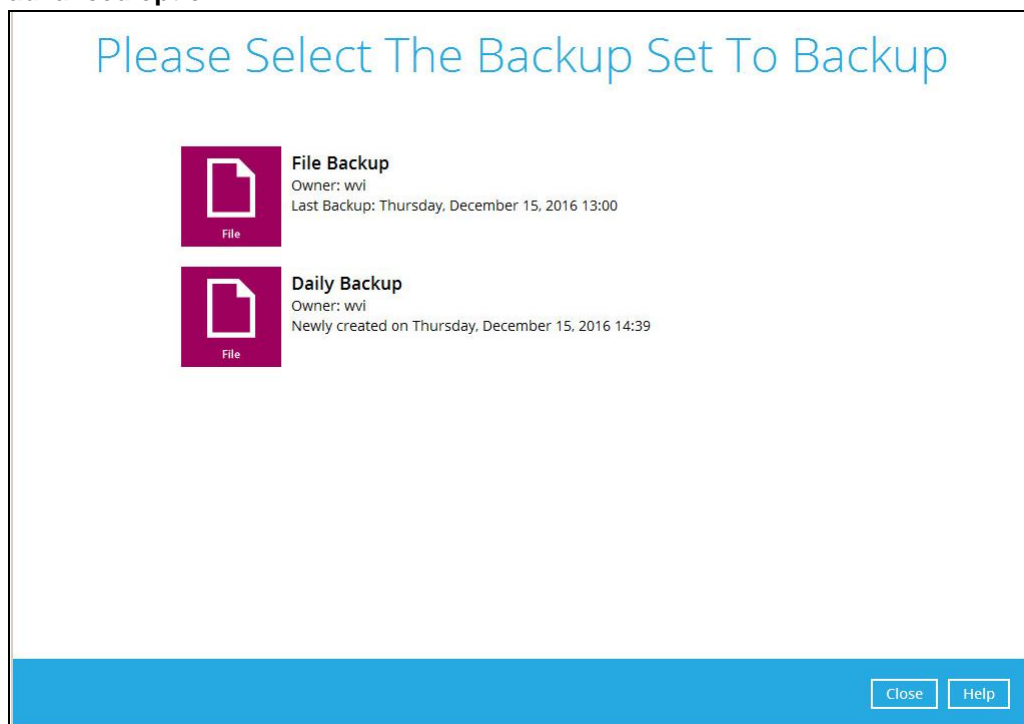 Please Select The Backup Set To Backup
File Backup
Owner: wvi
Last Backup: Thursday, December 15, 2016 13:00
File
Daily Backup
Owner: wvi
Newly created on Thursday, December 15, 2016 14:39
File
Close Help